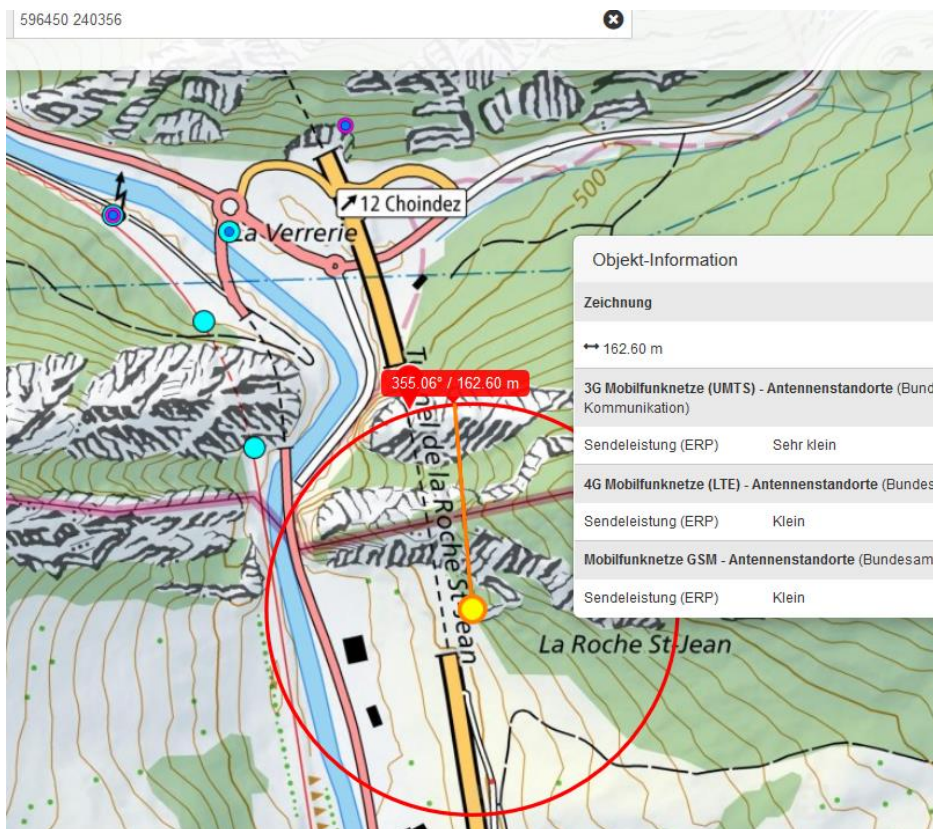 596450 240356
12 Choindez
La Verrerie
500
Objekt-Information
Zeichnung
162.60 m
355.06° / 162.60 m
3G Mobilfunknetze (UMTS) - Antennenstandorte (Bund
Kommunikation)
Sendeleistung (ERP) Sehr klein
4G Mobilfunknetze (LTE) - Antennenstandorte (Bundes
Sendeleistung (ERP) Klein
Mobilfunknetze GSM - Antennenstandorte (Bundesam
Sendeleistung (ERP) Klein
Tunnel de la Roche St-Jean
La Roche St-Jean